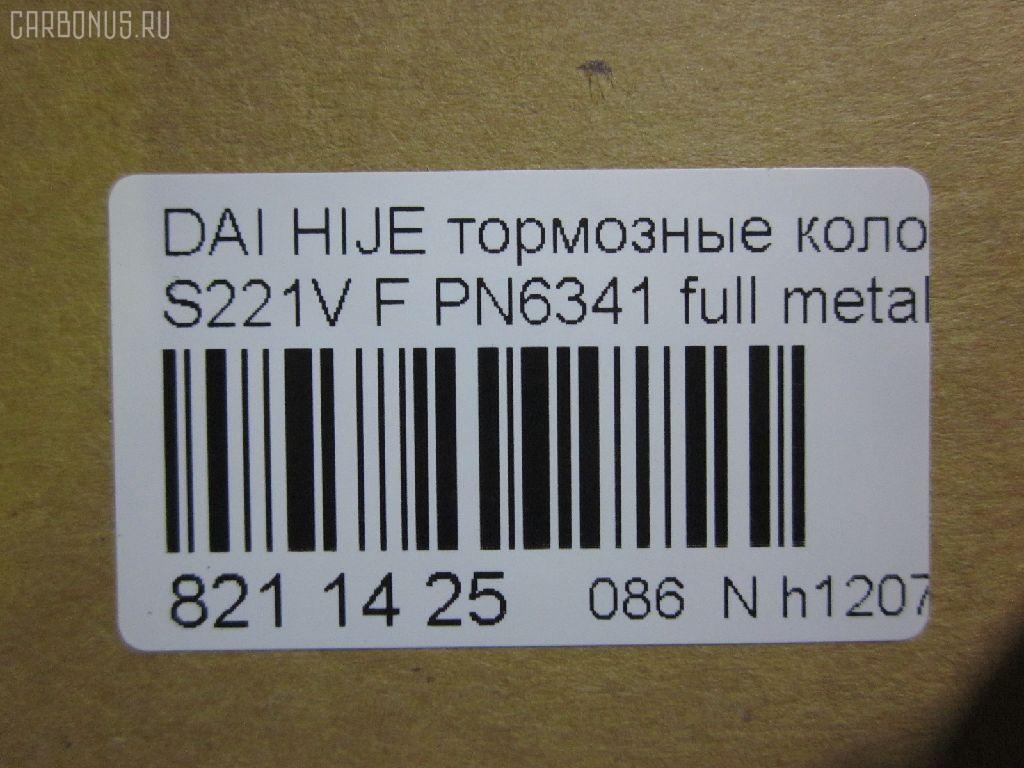 CARBONUS.RU
DAI HIJE тормозные коло
S221V F PN6341 full metal
821 14 25 086 N h1207